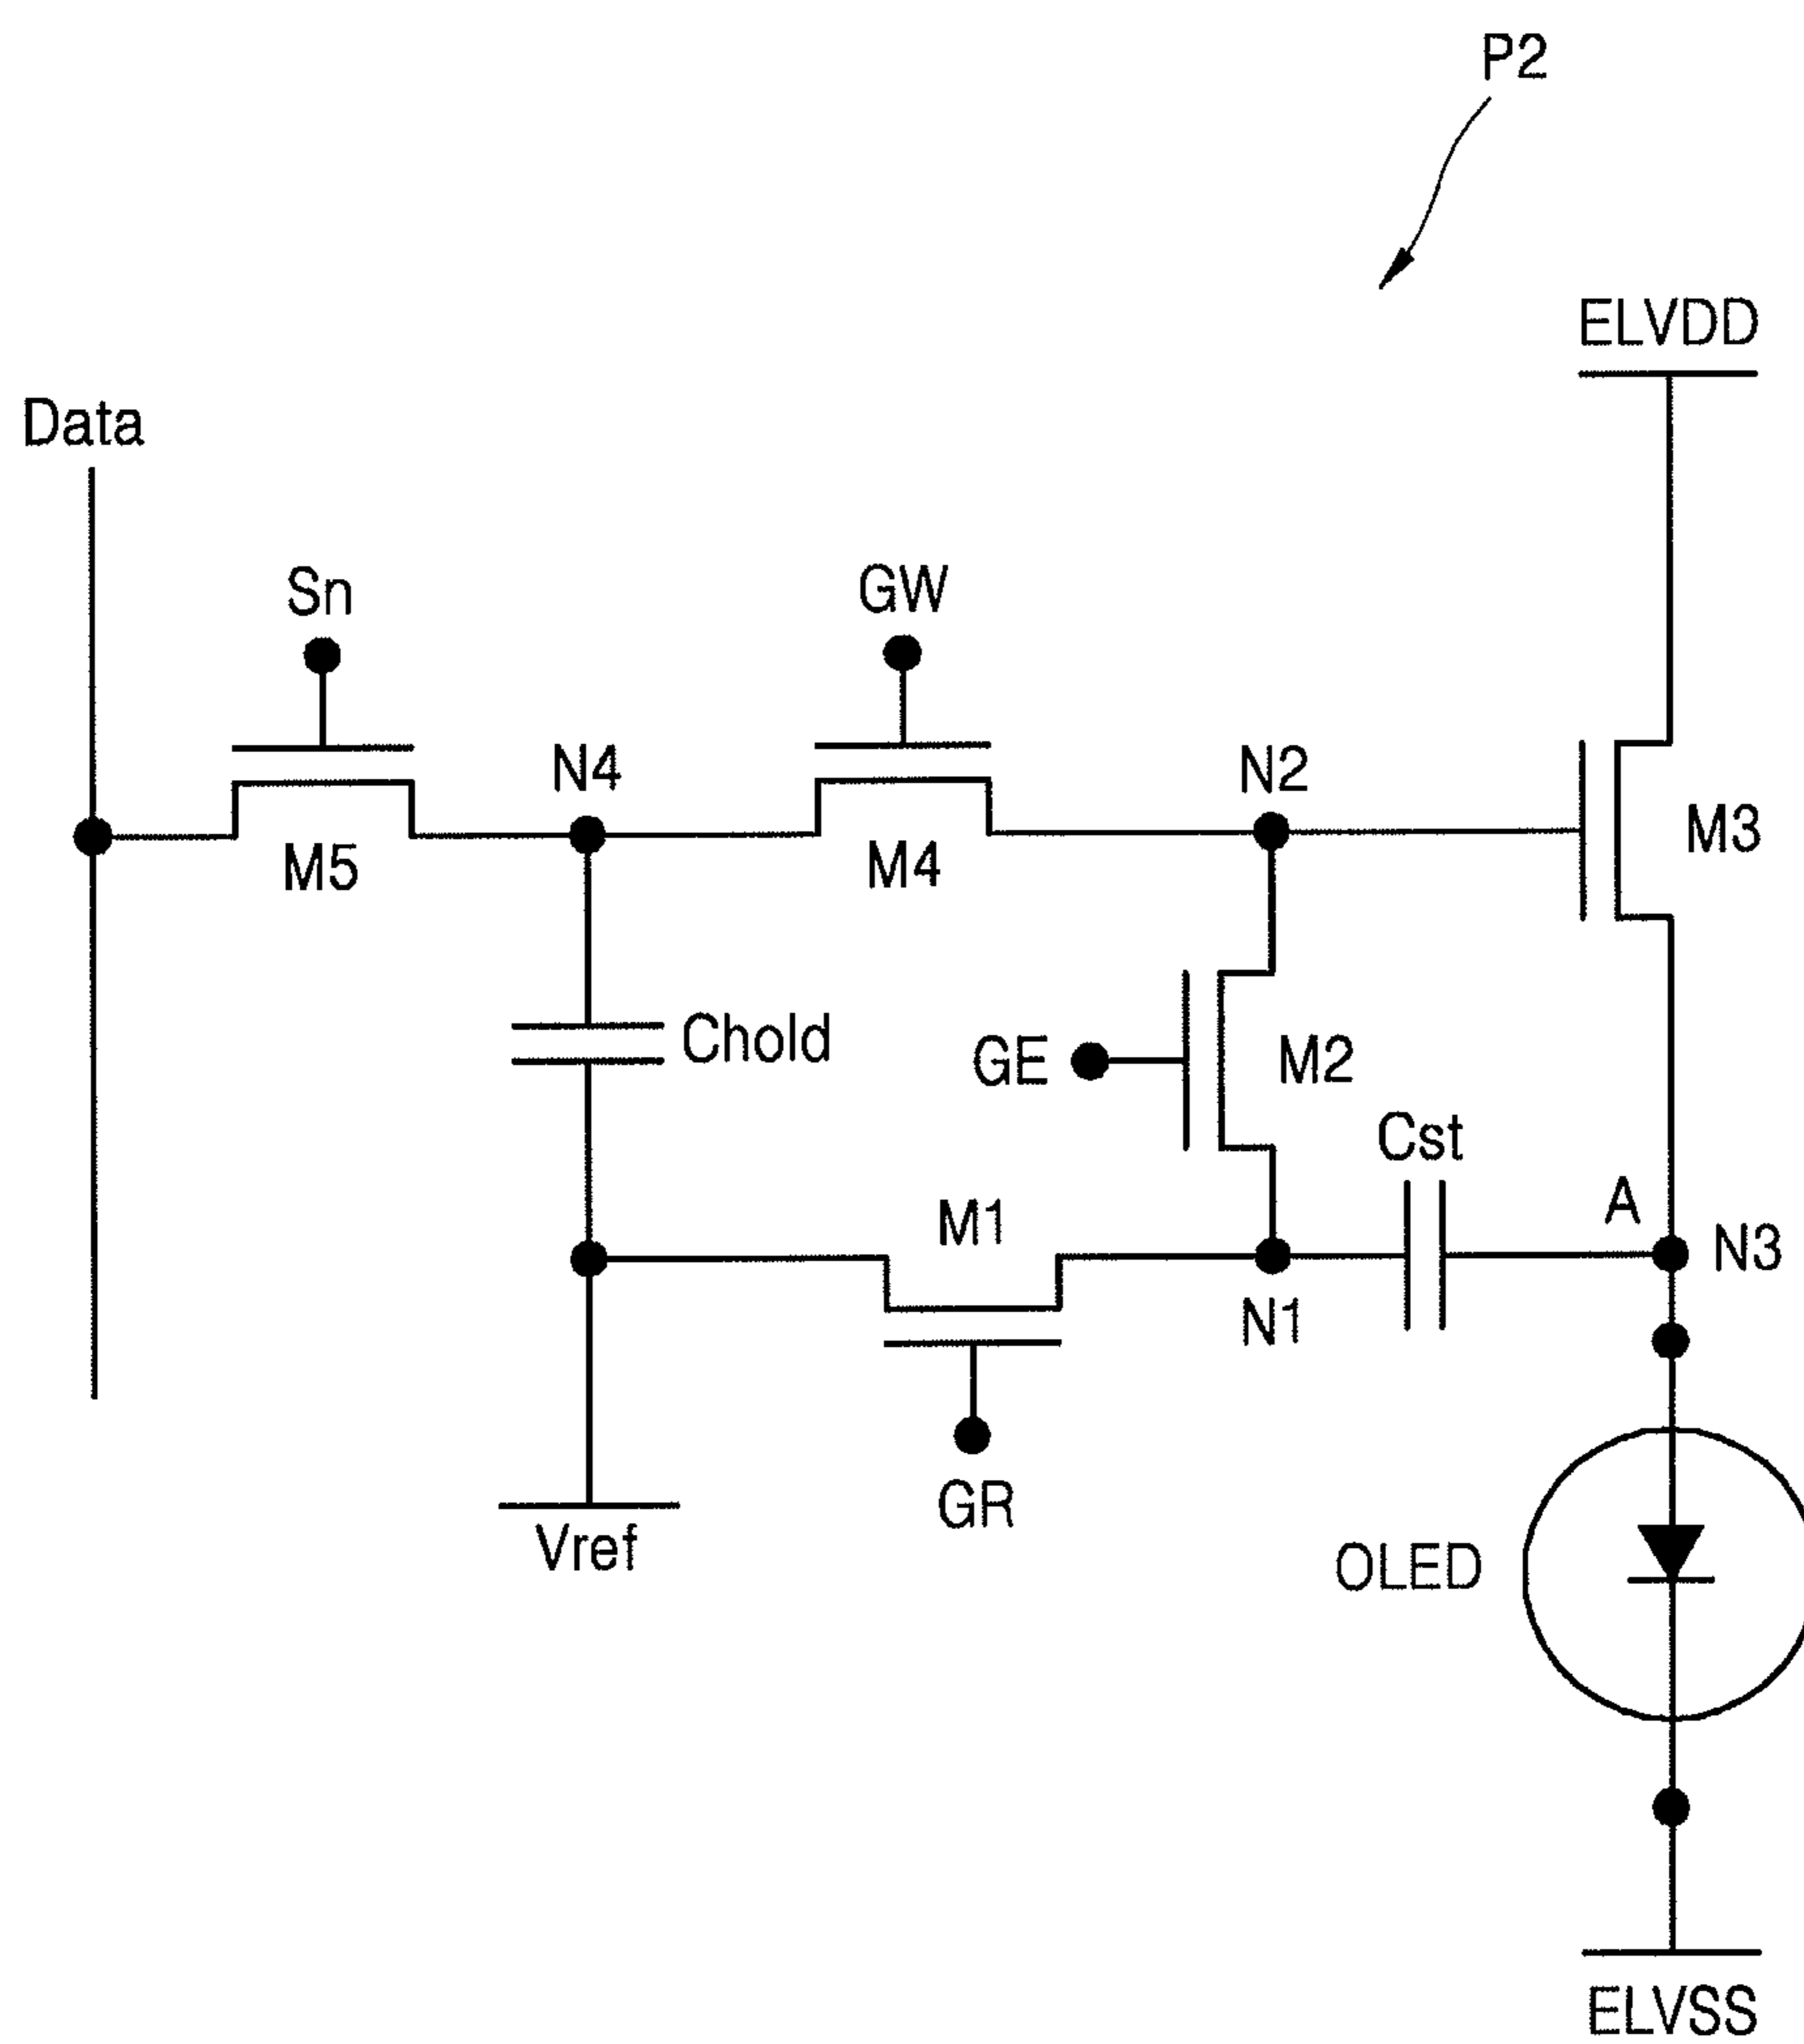 P2
ELVDD
Data
Sn
GW
N4
N2
M3
M5
M4
Chold
GE
M2
Cst
A
M1
N3
N1
GR
Vref
OLED
ELVSS